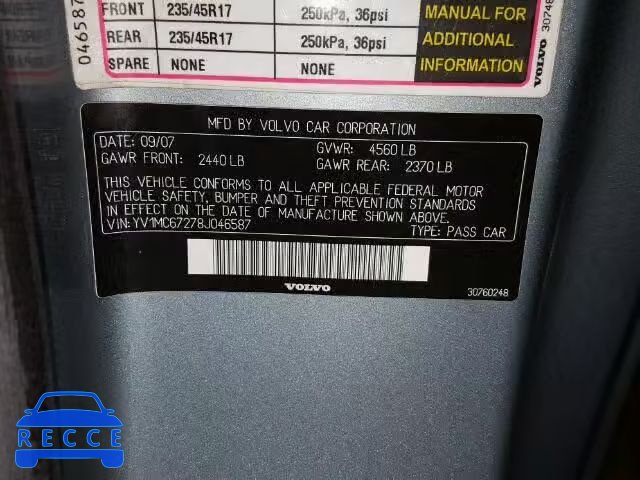 046587
FRONT 235/45R17 250kPa, 36psi
REAR 235/45R17 250kPa, 36psi
SPARE NONE NONE
MANUAL FOR
ADDITIONAL
INFORMATION
VOLVO 30748
MFD BY VOLVO CAR CORPORATION
DATE: 09/07 GVWR: 4560 LB
GAWR FRONT: 2440 LB GAWR REAR: 2370 LB
THIS VEHICLE CONFORMS TO ALL APPLICABLE FEDERAL MOTOR
VEHICLE SAFETY, BUMPER AND THEFT PREVENTION STANDARDS
IN EFFECT ON THE DATE OF MANUFACTURE SHOWN ABOVE.
VIN: YV1MC67278J046587 TYPE: PASS CAR
VOLVO 30760248
RECCE